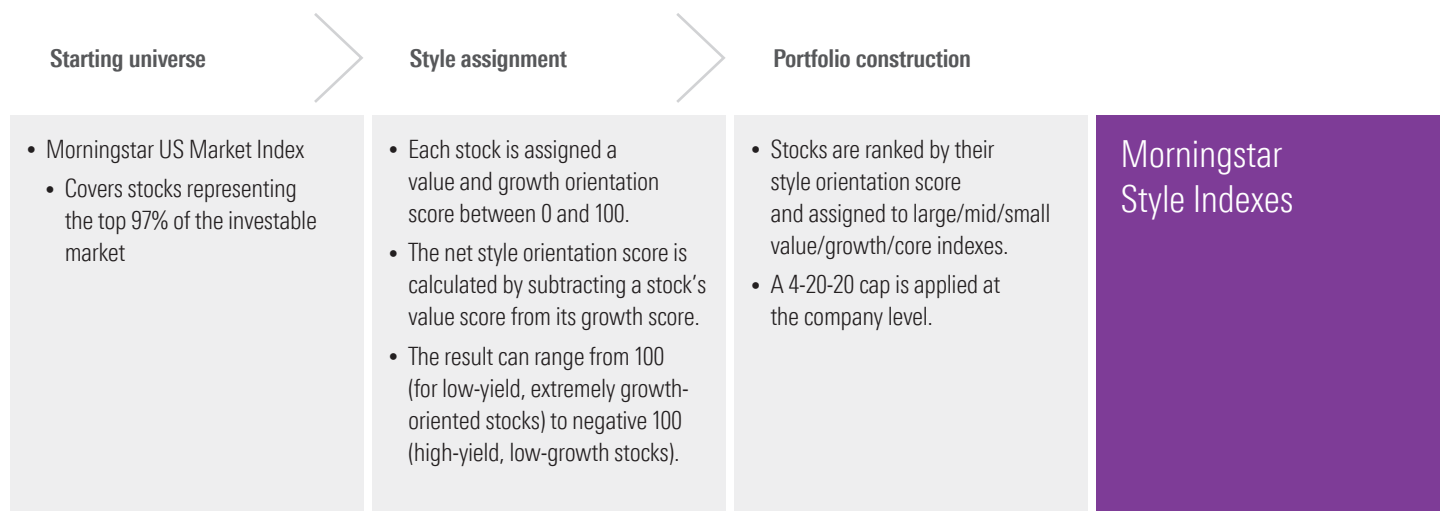 Starting universe
Style assignment
Portfolio construction
• Morningstar US Market Index
• Covers stocks representing
the top 97% of the investable
market
• Each stock is assigned a
value and growth orientation
score between 0 and 100.
• The net style orientation score is
calculated by subtracting a stock's
value score from its growth score.
• The result can range from 100
(for low-yield, extremely growth-
oriented stocks) to negative 100
(high-yield, low-growth stocks).
• Stocks are ranked by their
style orientation score
and assigned to large/mid/small
value/growth/core indexes.
• A 4-20-20 cap is applied at
the company level.
Morningstar
Style Indexes